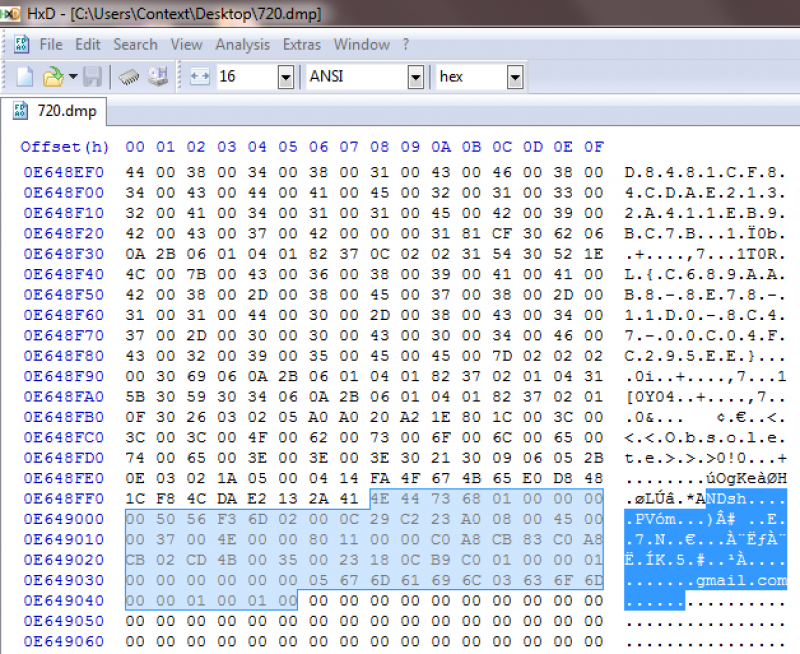 HxD - [C:\Users\Context\Desktop\720.dmp]
File Edit Search View Analysis Extras Window ?
16 ANSI hex
720.dmp
Offset(h) 00 01 02 03 04 05 06 07 08 09 0A 0B 0C 0D 0E 0F
0E648EF0 44 00 38 00 34 00 38 00 31 00 43 00 46 00 38 00 D.8.4.8.1.C.F.8.
0E648F00 34 00 43 00 44 00 41 00 45 00 32 00 31 00 33 00 4.C.D.A.E.2.1.3.
0E648F10 32 00 41 00 34 00 31 00 31 00 45 00 42 00 39 00 2.A.4.1.1.E.B.9.
0E648F20 42 00 43 00 37 00 42 00 00 00 31 81 CF 30 62 06 B.C.7.B...1.Ï0b.
0E648F30 0A 2B 06 01 04 01 82 37 0C 02 02 31 54 30 52 1E .+....‚7...1T0R.
0E648F40 4C 00 7B 00 43 00 36 00 38 00 39 00 41 00 41 00 L.{.C.6.8.9.A.A.
0E648F50 42 00 38 00 2D 00 38 00 45 00 37 00 38 00 2D 00 B.8.-.8.E.7.8.-.
0E648F60 31 00 31 00 44 00 30 00 2D 00 38 00 43 00 34 00 1.1.D.0.-.8.C.4.
0E648F70 37 00 2D 00 30 00 30 00 43 00 30 00 34 00 46 00 7.-.0.0.C.0.4.F.
0E648F80 43 00 32 00 39 00 35 00 45 00 45 00 7D 02 02 02 C.2.9.5.E.E.}...
0E648F90 00 30 69 06 0A 2B 06 01 04 01 82 37 02 01 04 31 .0i..+....‚7...1
0E648FA0 5B 30 59 30 34 06 0A 2B 06 01 04 01 82 37 02 01 [0Y04..+....‚7..
0E648FB0 0F 30 26 03 02 05 A0 A0 20 A2 1E 80 1C 00 3C 00 .0&...   ¢.€..<.
0E648FC0 3C 00 3C 00 4F 00 62 00 73 00 6F 00 6C 00 65 00 <.<.O.b.s.o.l.e.
0E648FD0 74 00 65 00 3E 00 3E 00 3E 30 21 30 09 06 05 2B t.e.>.>.>0!0...+
0E648FE0 0E 03 02 1A 05 00 04 14 FA 4F 67 4B 65 E0 D8 48 ........úOgKeàØH
0E648FF0 1C F8 4C DA E2 13 2A 41 4E 44 73 68 01 00 00 00 .øLÚâ.*ANDsh....
0E649000 00 50 56 F3 6D 02 00 0C 29 C2 23 A0 08 00 45 00 .PVóm...)Â# ..E.
0E649010 00 37 00 4E 00 00 80 11 00 00 C0 A8 CB 83 C0 A8 .7.N..€...À¨ËƒÀ¨
0E649020 CB 02 CD 4B 00 35 00 23 18 0C B9 C0 01 00 00 01 Ë.ÍK.5.#..¹À....
0E649030 00 00 00 00 00 00 05 67 6D 61 69 6C 03 63 6F 6D .......gmail.com
0E649040 00 00 01 00 01 00 00 00 00 00 00 00 00 00 00 00 ................
0E649050 00 00 00 00 00 00 00 00 00 00 00 00 00 00 00 00 ................
0E649060 00 00 00 00 00 00 00 00 00 00 00 00 00 00 00 00 ................